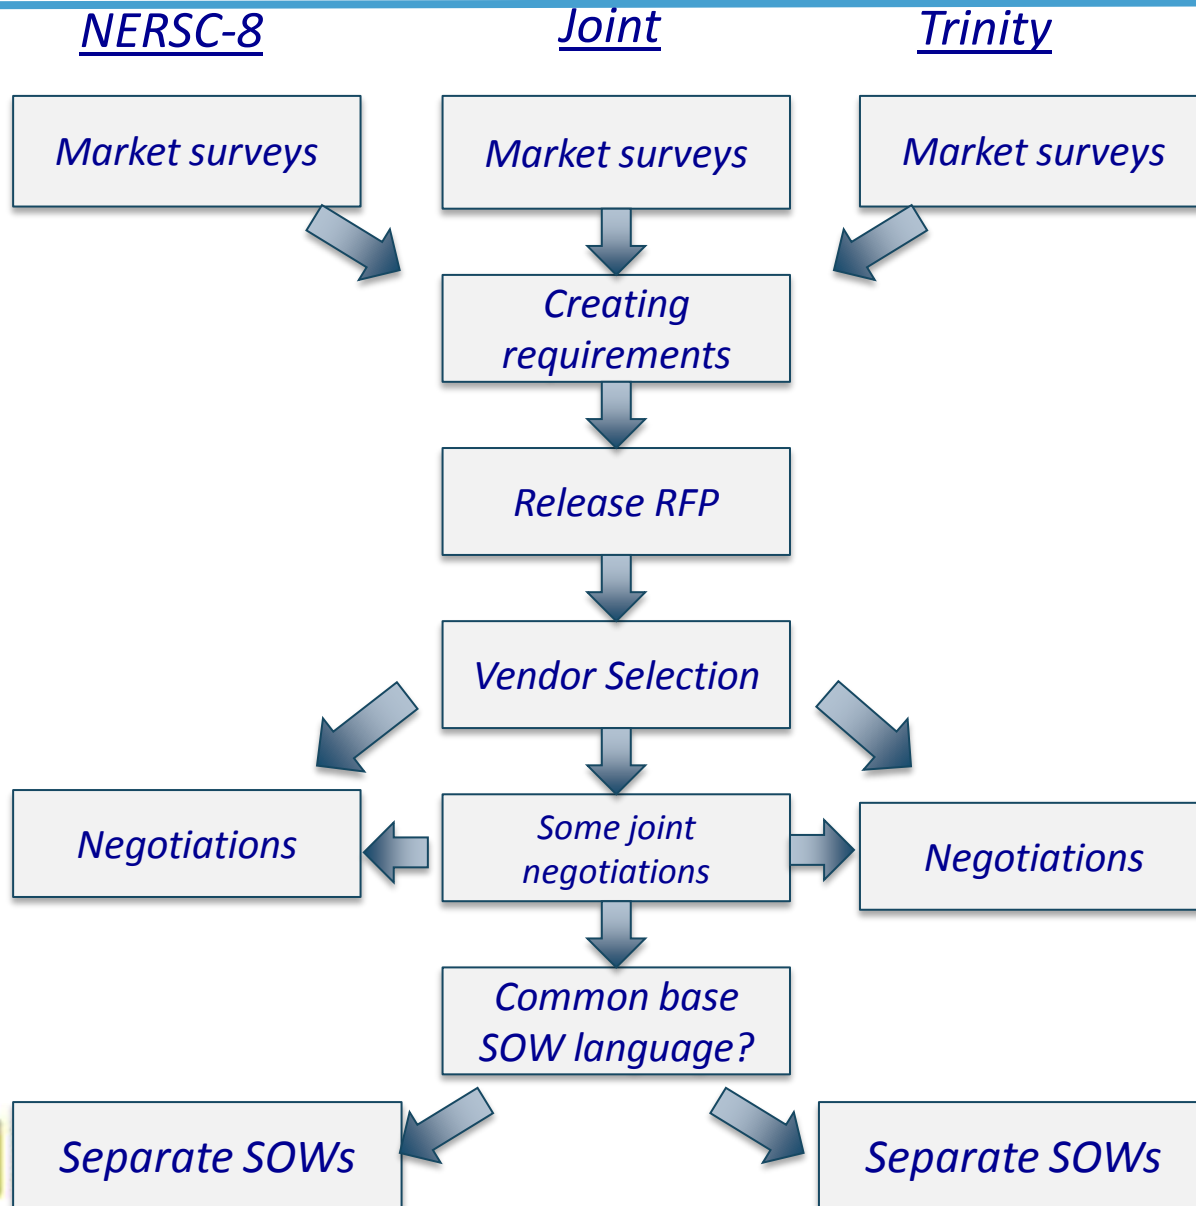 NERSC-8
Joint
Trinity
Market surveys
Market surveys
Market surveys
Creating
requirements
Release RFP
Vendor Selection
Negotiations
Some joint
negotiations
Negotiations
Common base
SOW language?
Separate SOWs
Separate SOWs